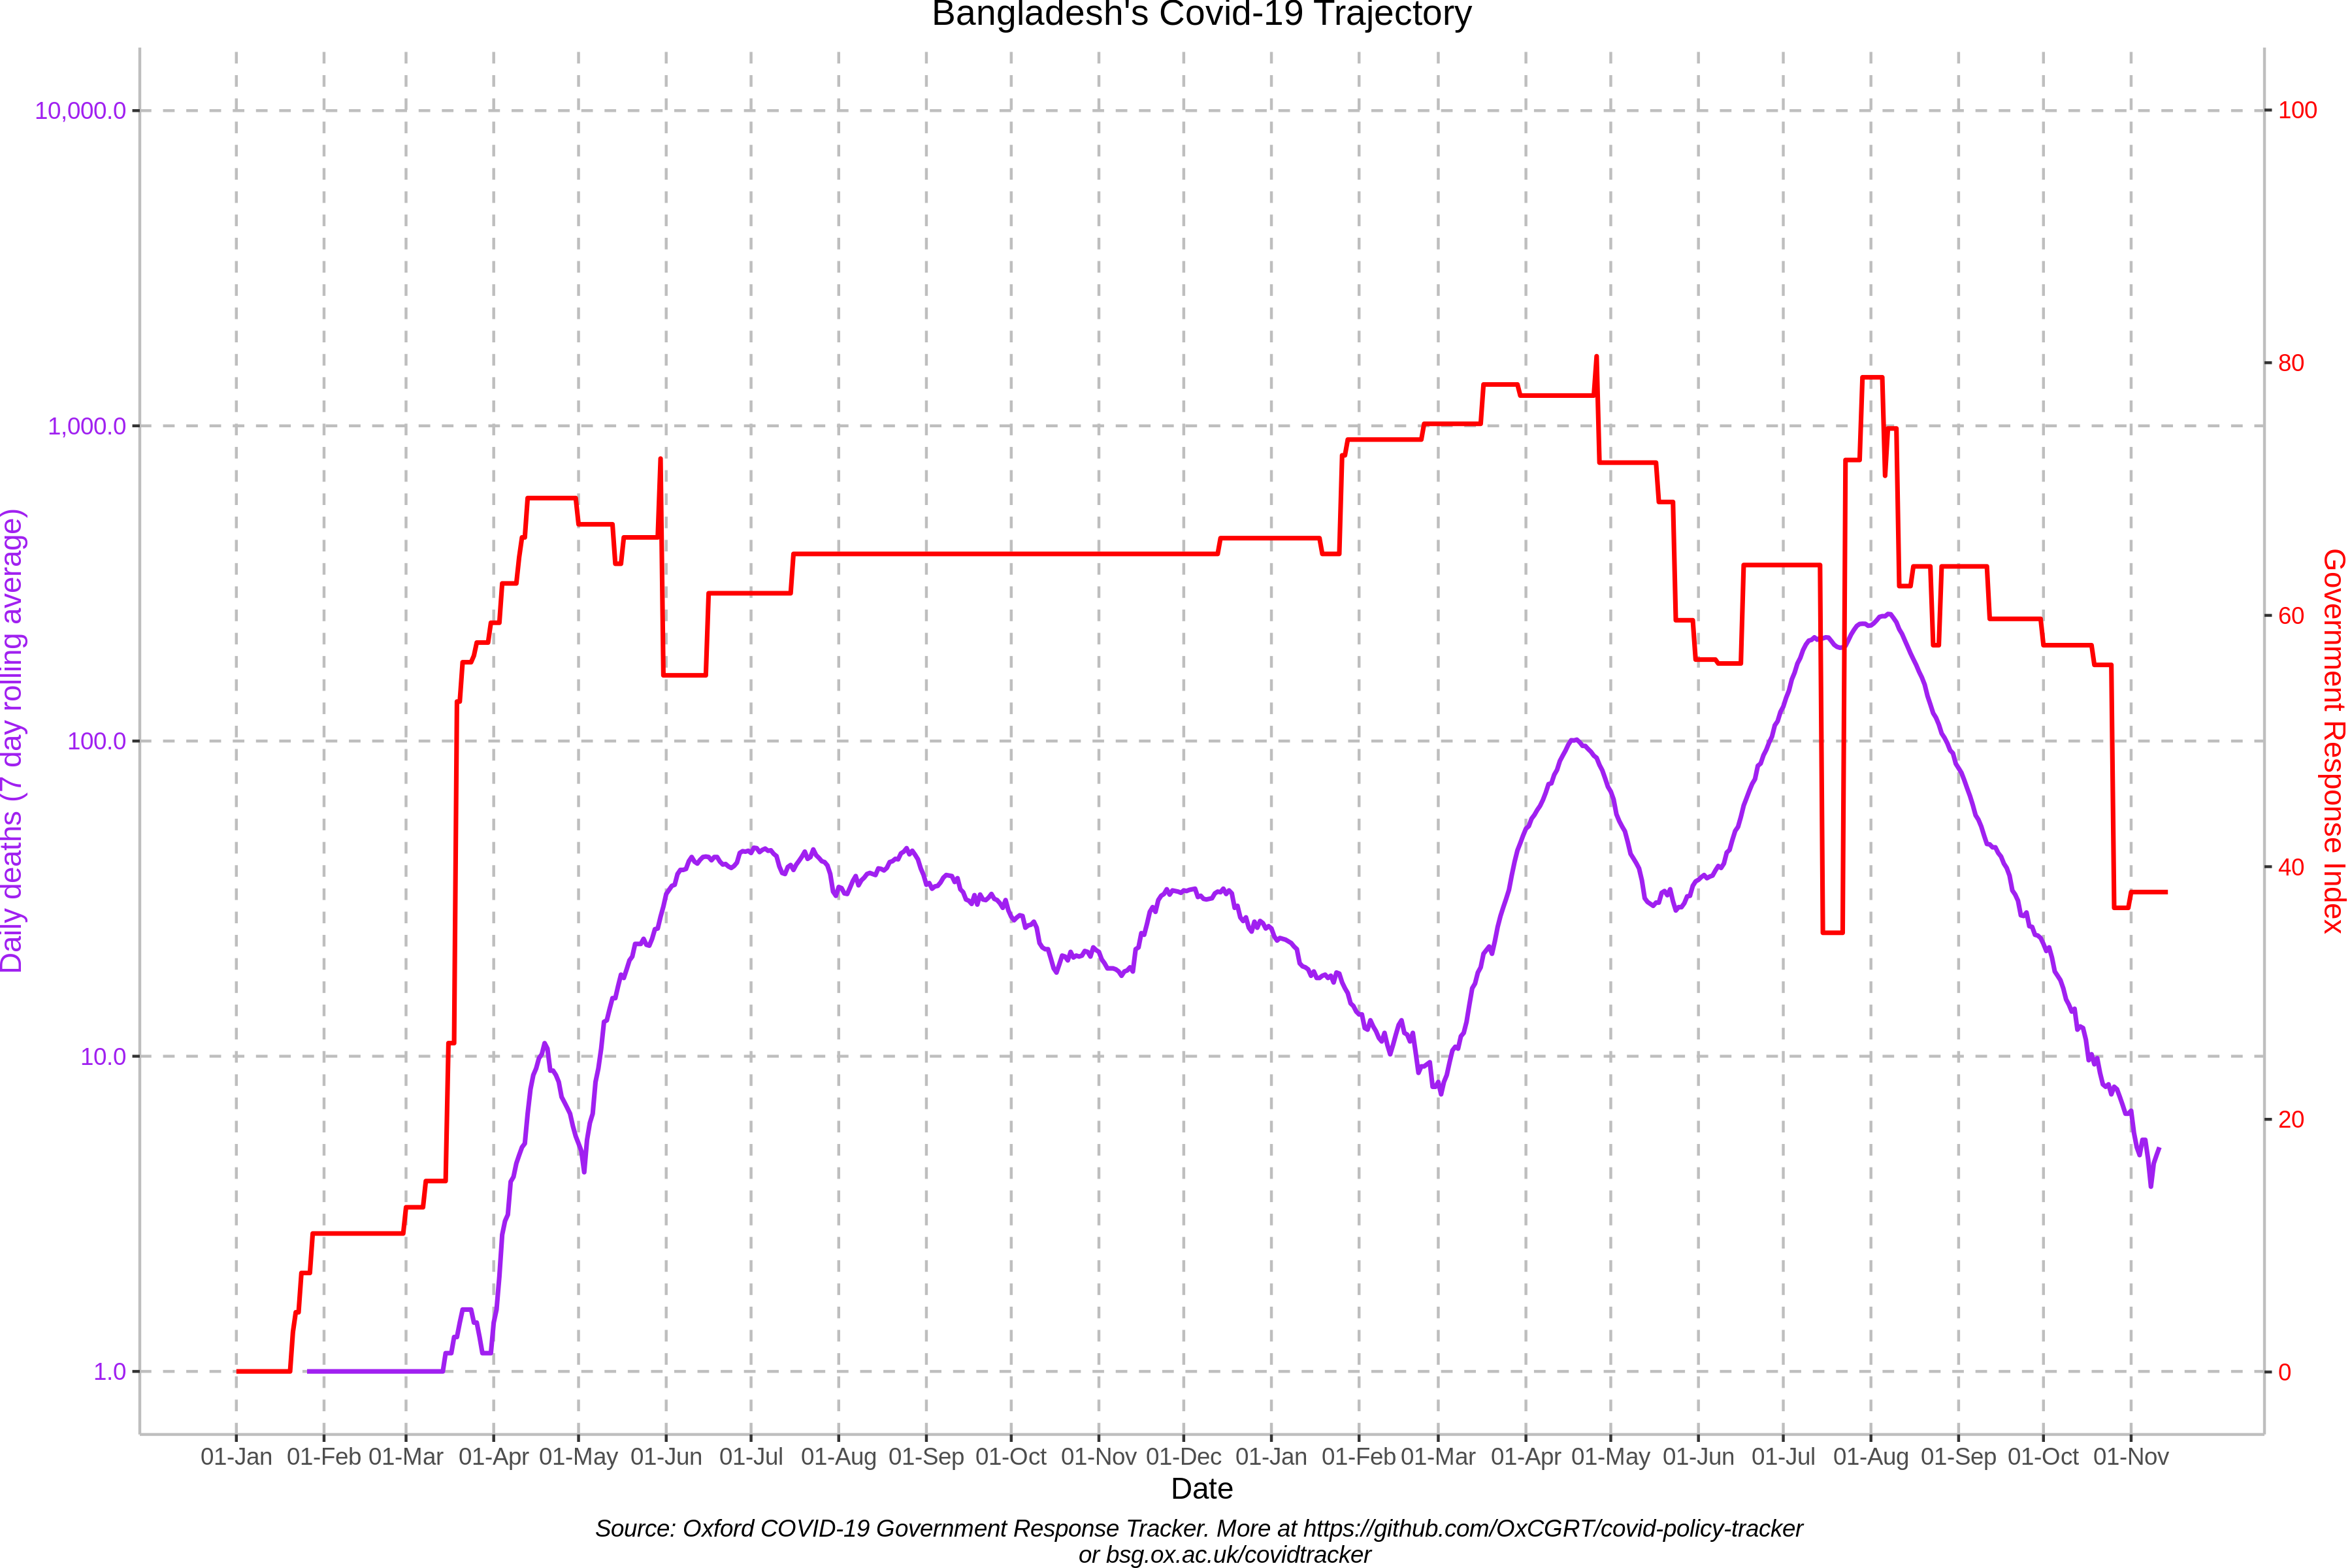 Bangladesh's Covid-19 Trajectory
10,000.0
1,000.0
100.0
10.0
1.0
Daily deaths (7 day rolling average)
100
80
60
40
20
0
Government Response Index
01-Jan 01-Feb 01-Mar 01-Apr 01-May 01-Jun 01-Jul 01-Aug 01-Sep 01-Oct 01-Nov 01-Dec 01-Jan 01-Feb 01-Mar 01-Apr 01-May 01-Jun 01-Jul 01-Aug 01-Sep 01-Oct 01-Nov
Date
Source: Oxford COVID-19 Government Response Tracker. More at https://github.com/OxCGRT/covid-policy-tracker
or bsg.ox.ac.uk/covidtracker